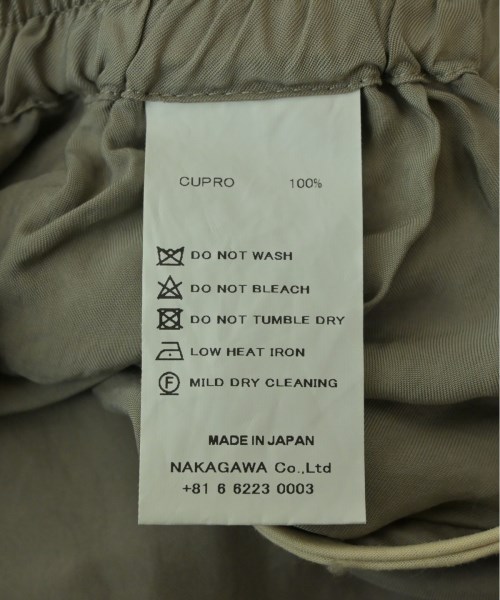 CUPRO 100%
DO NOT WASH
DO NOT BLEACH
DO NOT TUMBLE DRY
LOW HEAT IRON
F MILD DRY CLEANING
MADE IN JAPAN
NAKAGAWA Co.,Ltd
+81 6 6223 0003